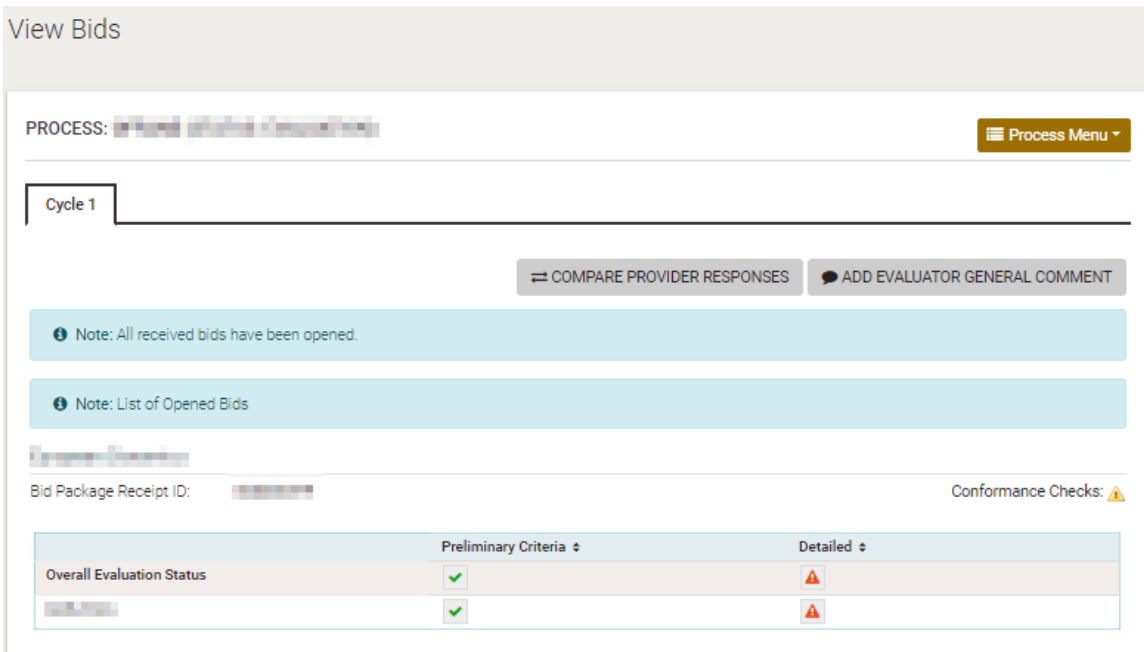 View Bids
PROCESS:
Process Menu
Cycle 1
COMPARE PROVIDER RESPONSES ADD EVALUATOR GENERAL COMMENT
Note: All received bids have been opened.
Note: List of Opened Bids
Bid Package Receipt ID: Conformance Checks:
Preliminary Criteria Detailed
Overall Evaluation Status